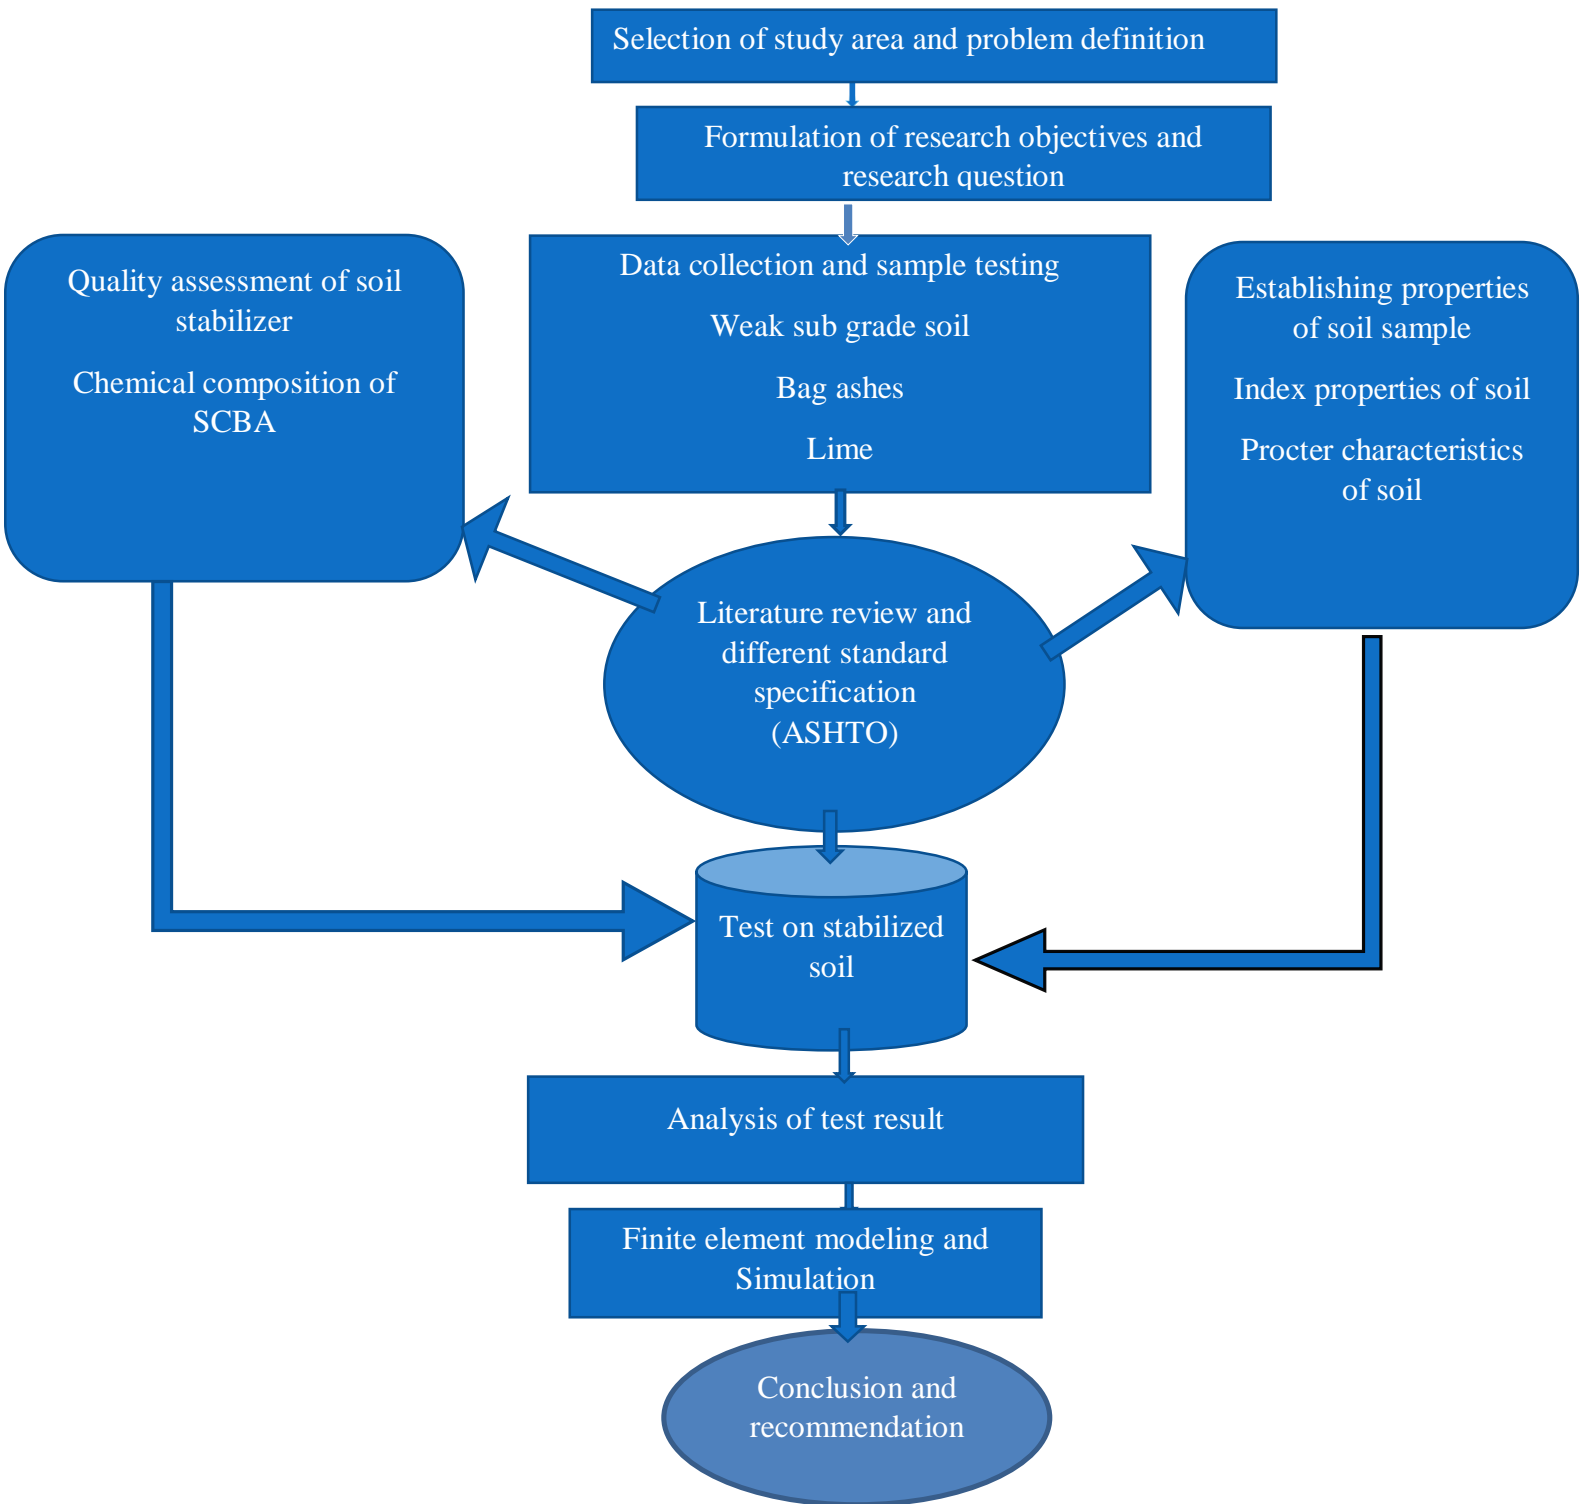 Selection of study area and problem definition
Formulation of research objectives and
research question
Quality assessment of soil
stabilizer
Chemical composition of
SCBA
Data collection and sample testing
Weak sub grade soil
Bag ashes
Lime
Establishing properties
of soil sample
Index properties of soil
Procter characteristics
of soil
Literature review and
different standard
specification
(ASHTO)
Test on stabilized
soil
Analysis of test result
Finite element modeling and
Simulation
Conclusion and
recommendation